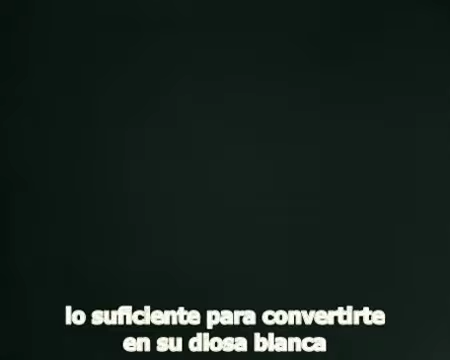 lo suficiente para convertirte
en su diosa blanca